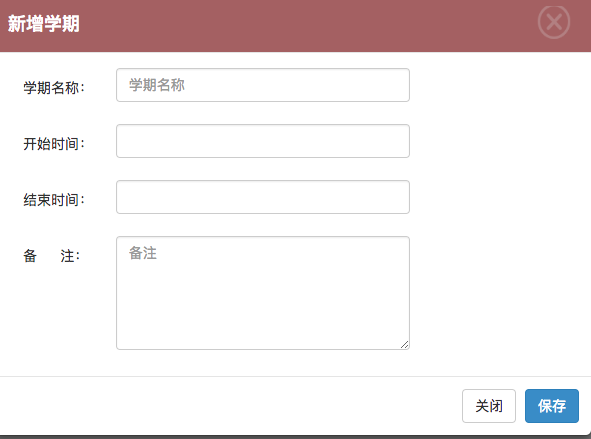 新增学期
学期名称: 学期名称
开始时间:
结束时间:
备 注: 备注
关闭 保存